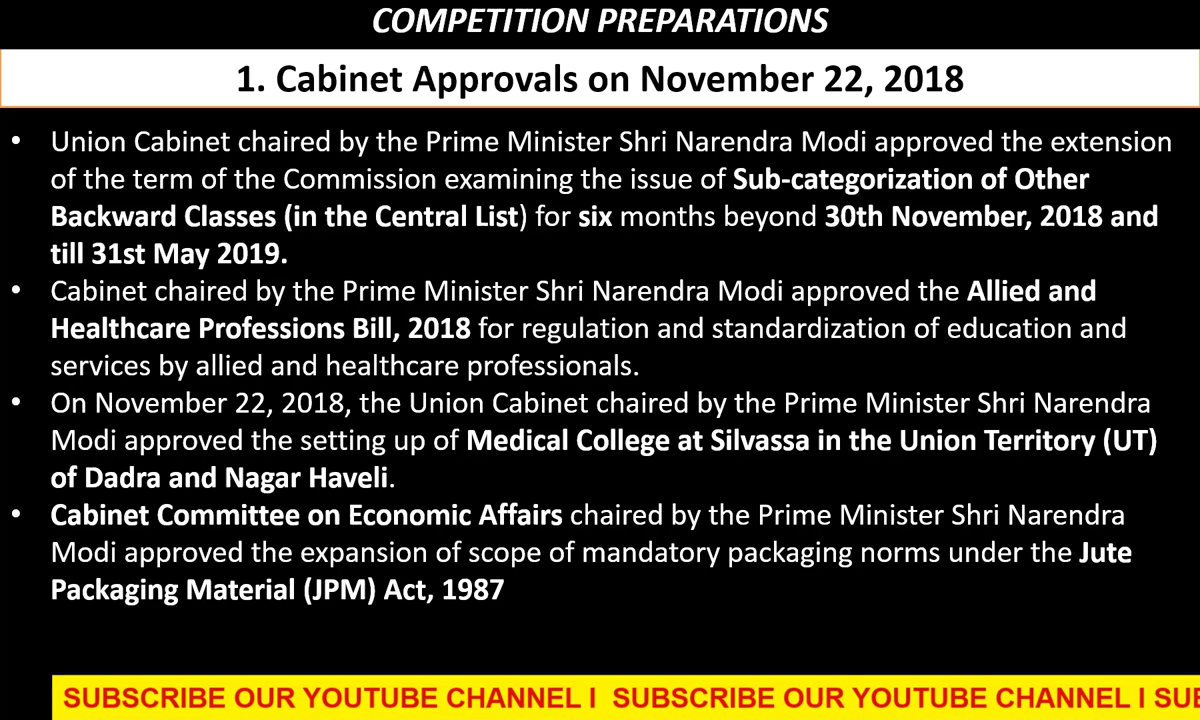 COMPETITION PREPARATIONS
1. Cabinet Approvals on November 22, 2018
• Union Cabinet chaired by the Prime Minister Shri Narendra Modi approved the extension
of the term of the Commission examining the issue of Sub-categorization of Other
Backward Classes (in the Central List) for six months beyond 30th November, 2018 and
till 31st May 2019.
• Cabinet chaired by the Prime Minister Shri Narendra Modi approved the Allied and
Healthcare Professions Bill, 2018 for regulation and standardization of education and
services by allied and healthcare professionals.
• On November 22, 2018, the Union Cabinet chaired by the Prime Minister Shri Narendra
Modi approved the setting up of Medical College at Silvassa in the Union Territory (UT)
of Dadra and Nagar Haveli.
• Cabinet Committee on Economic Affairs chaired by the Prime Minister Shri Narendra
Modi approved the expansion of scope of mandatory packaging norms under the Jute
Packaging Material (JPM) Act, 1987
SUBSCRIBE OUR YOUTUBE CHANNEL I SUBSCRIBE OUR YOUTUBE CHANNEL I SU